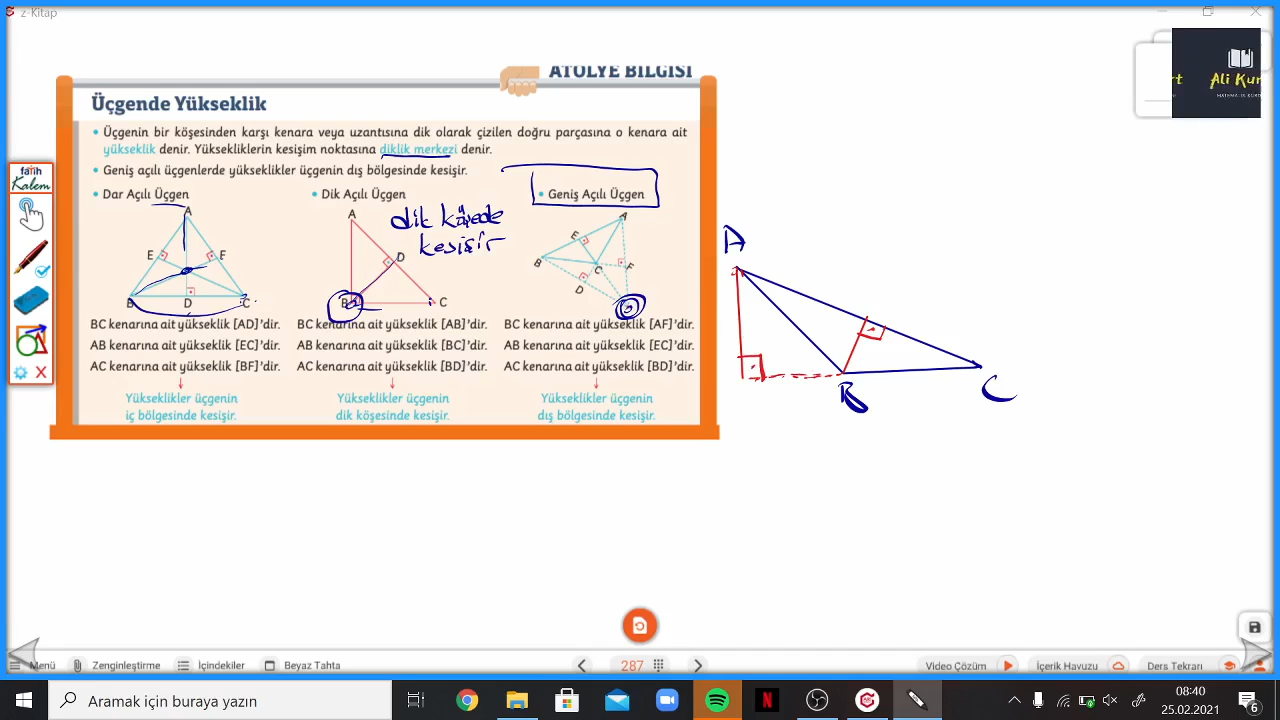 z-Kitap
ATÖLYE BİLGİSİ
Ali Kur
Üçgende Yükseklik
• Üçgenin bir köşesinden karşı kenara veya uzantısına dik olarak çizilen doğru parçasına o kenara ait
yükseklik denir. Yüksekliklerin kesişim noktasına diklik merkezi denir.
• Geniş açılı üçgenlerde yükseklikler üçgenin dış bölgesinde kesişir.
fatih
Kalem
• Dar Açılı Üçgen
• Dik Açılı Üçgen
• Geniş Açılı Üçgen
A
E F
B D C
A
D
B C
dik köşede
kesişir
A
E
B
C F
D
A
B
C
BC kenarına ait yükseklik [AD]'dir.
AB kenarına ait yükseklik [EC]'dir.
AC kenarına ait yükseklik [BF]'dir.
Yükseklikler üçgenin
iç bölgesinde kesişir.
BC kenarına ait yükseklik [AB]'dir.
AB kenarına ait yükseklik [BC]'dir.
AC kenarına ait yükseklik [BD]'dir.
Yükseklikler üçgenin
dik köşesinde kesişir.
BC kenarına ait yükseklik [AF]'dir.
AB kenarına ait yükseklik [EC]'dir.
AC kenarına ait yükseklik [BD]'dir.
Yükseklikler üçgenin
dış bölgesinde kesişir.
Menü Zenginleştirme İçindekiler Beyaz Tahta 287 Video Çözüm İçerik Havuzu Ders Tekrarı
Aramak için buraya yazın
08:40
25.02.2021
6